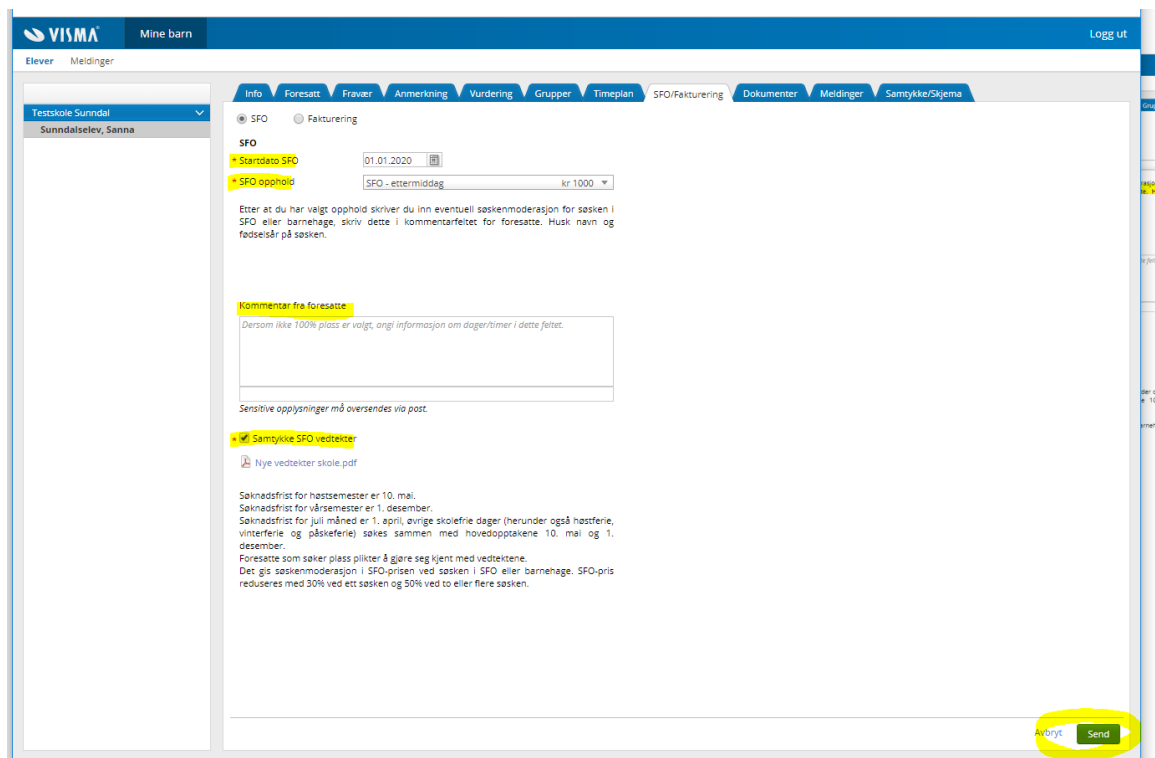 VISMA
Mine barn
Logg ut
Elever Meldinger
Info Foresatt Fravær Anmerkning Vurdering Grupper Timeplan SFO/Fakturering Dokumenter Meldinger Samtykke/Skjema
Testskole Sunndal
Sunndalselev, Sanna
SFO Fakturering
SFO
* Startdato SFO 01.01.2020
* SFO opphold SFO - ettermiddag kr 1000
Etter at du har valgt opphold skriver du inn eventuell søskenmoderasjon for søsken i
SFO eller barnehage, skriv dette i kommentarfeltet for foresatte. Husk navn og
fødselsår på søsken.
Kommentar fra foresatte
Dersom ikke 100% plass er valgt, angi informasjon om dager/timer i dette feltet.
Sensitive opplysninger må oversendes via post.
* Samtykke SFO vedtekter
Nye vedtekter skole.pdf
Søknadsfrist for høstsemester er 10. mai.
Søknadsfrist for vårsemester er 1. desember.
Søknadsfrist for juli måned er 1. april, øvrige skolefrie dager (herunder også høstferie,
vinterferie og påskeferie) søkes sammen med hovedopptakene 10. mai og 1.
desember.
Foresatte som søker plass plikter å gjøre seg kjent med vedtektene.
Det gis søskenmoderasjon i SFO-prisen ved søsken i SFO eller barnehage. SFO-pris
reduseres med 30% ved ett søsken og 50% ved to eller flere søsken.
Avbryt Send